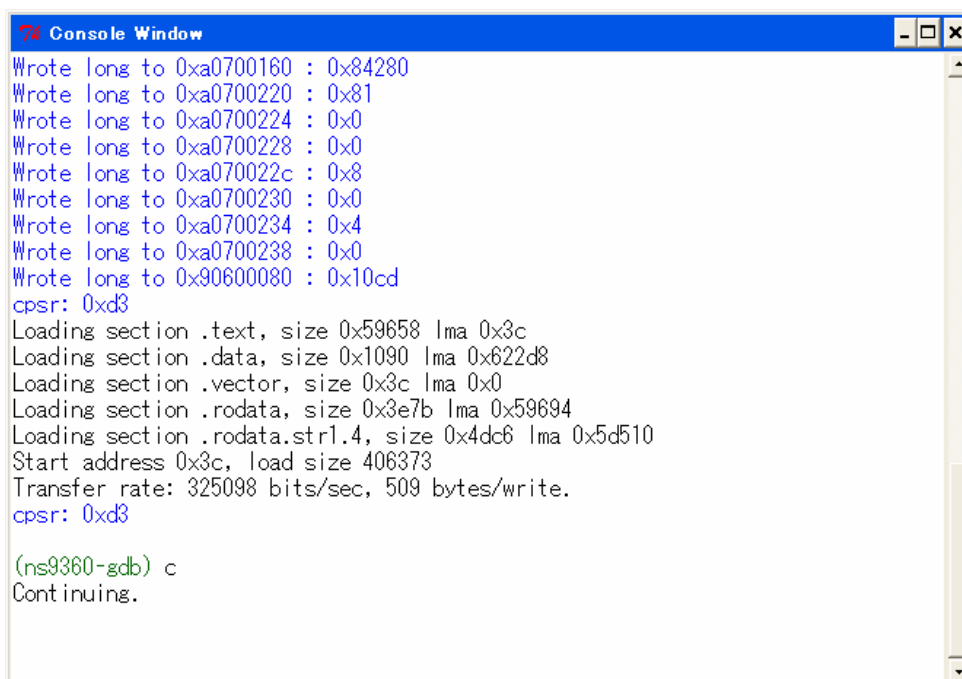 Console Window
Wrote long to 0xa0700160 : 0x84280
Wrote long to 0xa0700220 : 0x81
Wrote long to 0xa0700224 : 0x0
Wrote long to 0xa0700228 : 0x0
Wrote long to 0xa070022c : 0x8
Wrote long to 0xa0700230 : 0x0
Wrote long to 0xa0700234 : 0x4
Wrote long to 0xa0700238 : 0x0
Wrote long to 0x90600080 : 0x10cd
cpsr: 0xd3
Loading section .text, size 0x59658 lma 0x3c
Loading section .data, size 0x1090 lma 0x622d8
Loading section .vector, size 0x3c lma 0x0
Loading section .rodata, size 0x3e7b lma 0x59694
Loading section .rodata.str1.4, size 0x4dc6 lma 0x5d510
Start address 0x3c, load size 406373
Transfer rate: 325098 bits/sec, 509 bytes/write.
cpsr: 0xd3
(ns9360-gdb) c
Continuing.